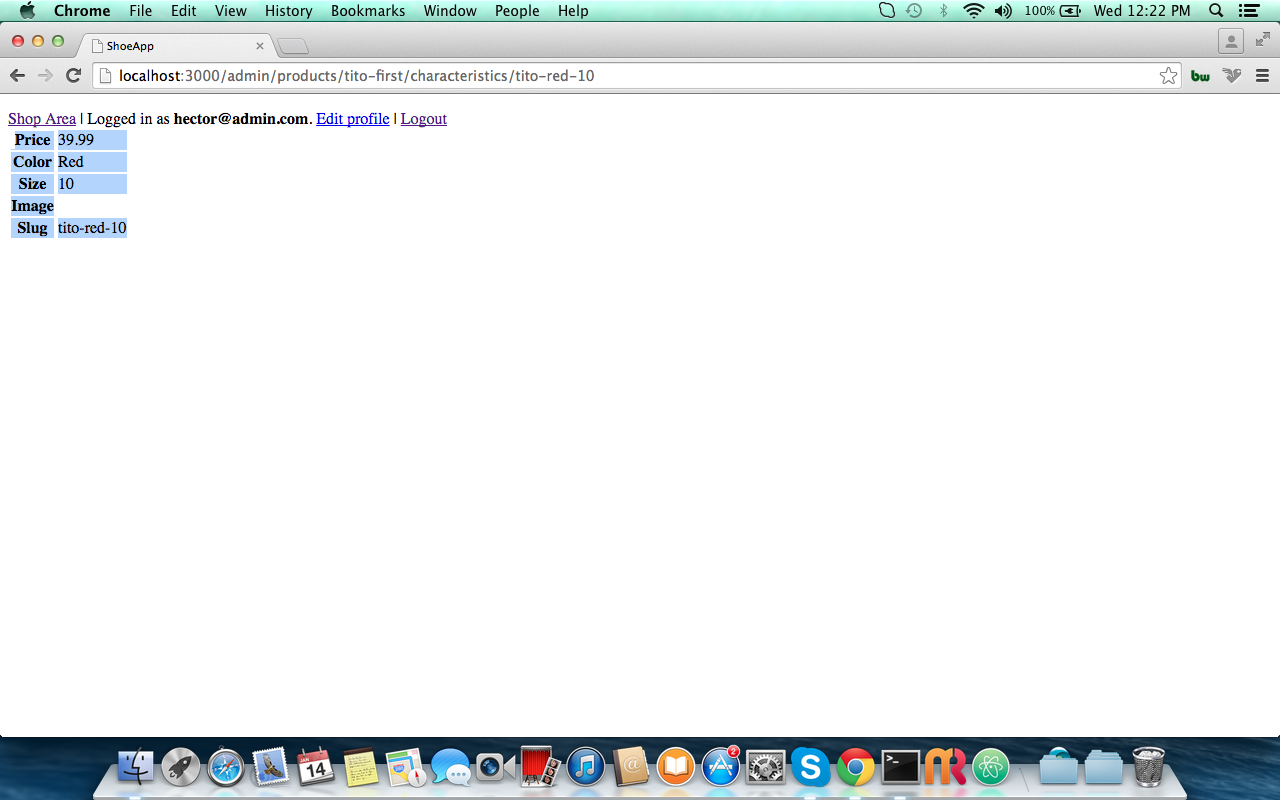 Chrome File Edit View History Bookmarks Window People Help 100% Wed 12:22 PM
ShoeApp
localhost:3000/admin/products/tito-first/characteristics/tito-red-10 bw
Shop Area | Logged in as hector@admin.com. Edit profile | Logout
Price 39.99
Color Red
Size 10
Image
Slug tito-red-10
JAN
14
2